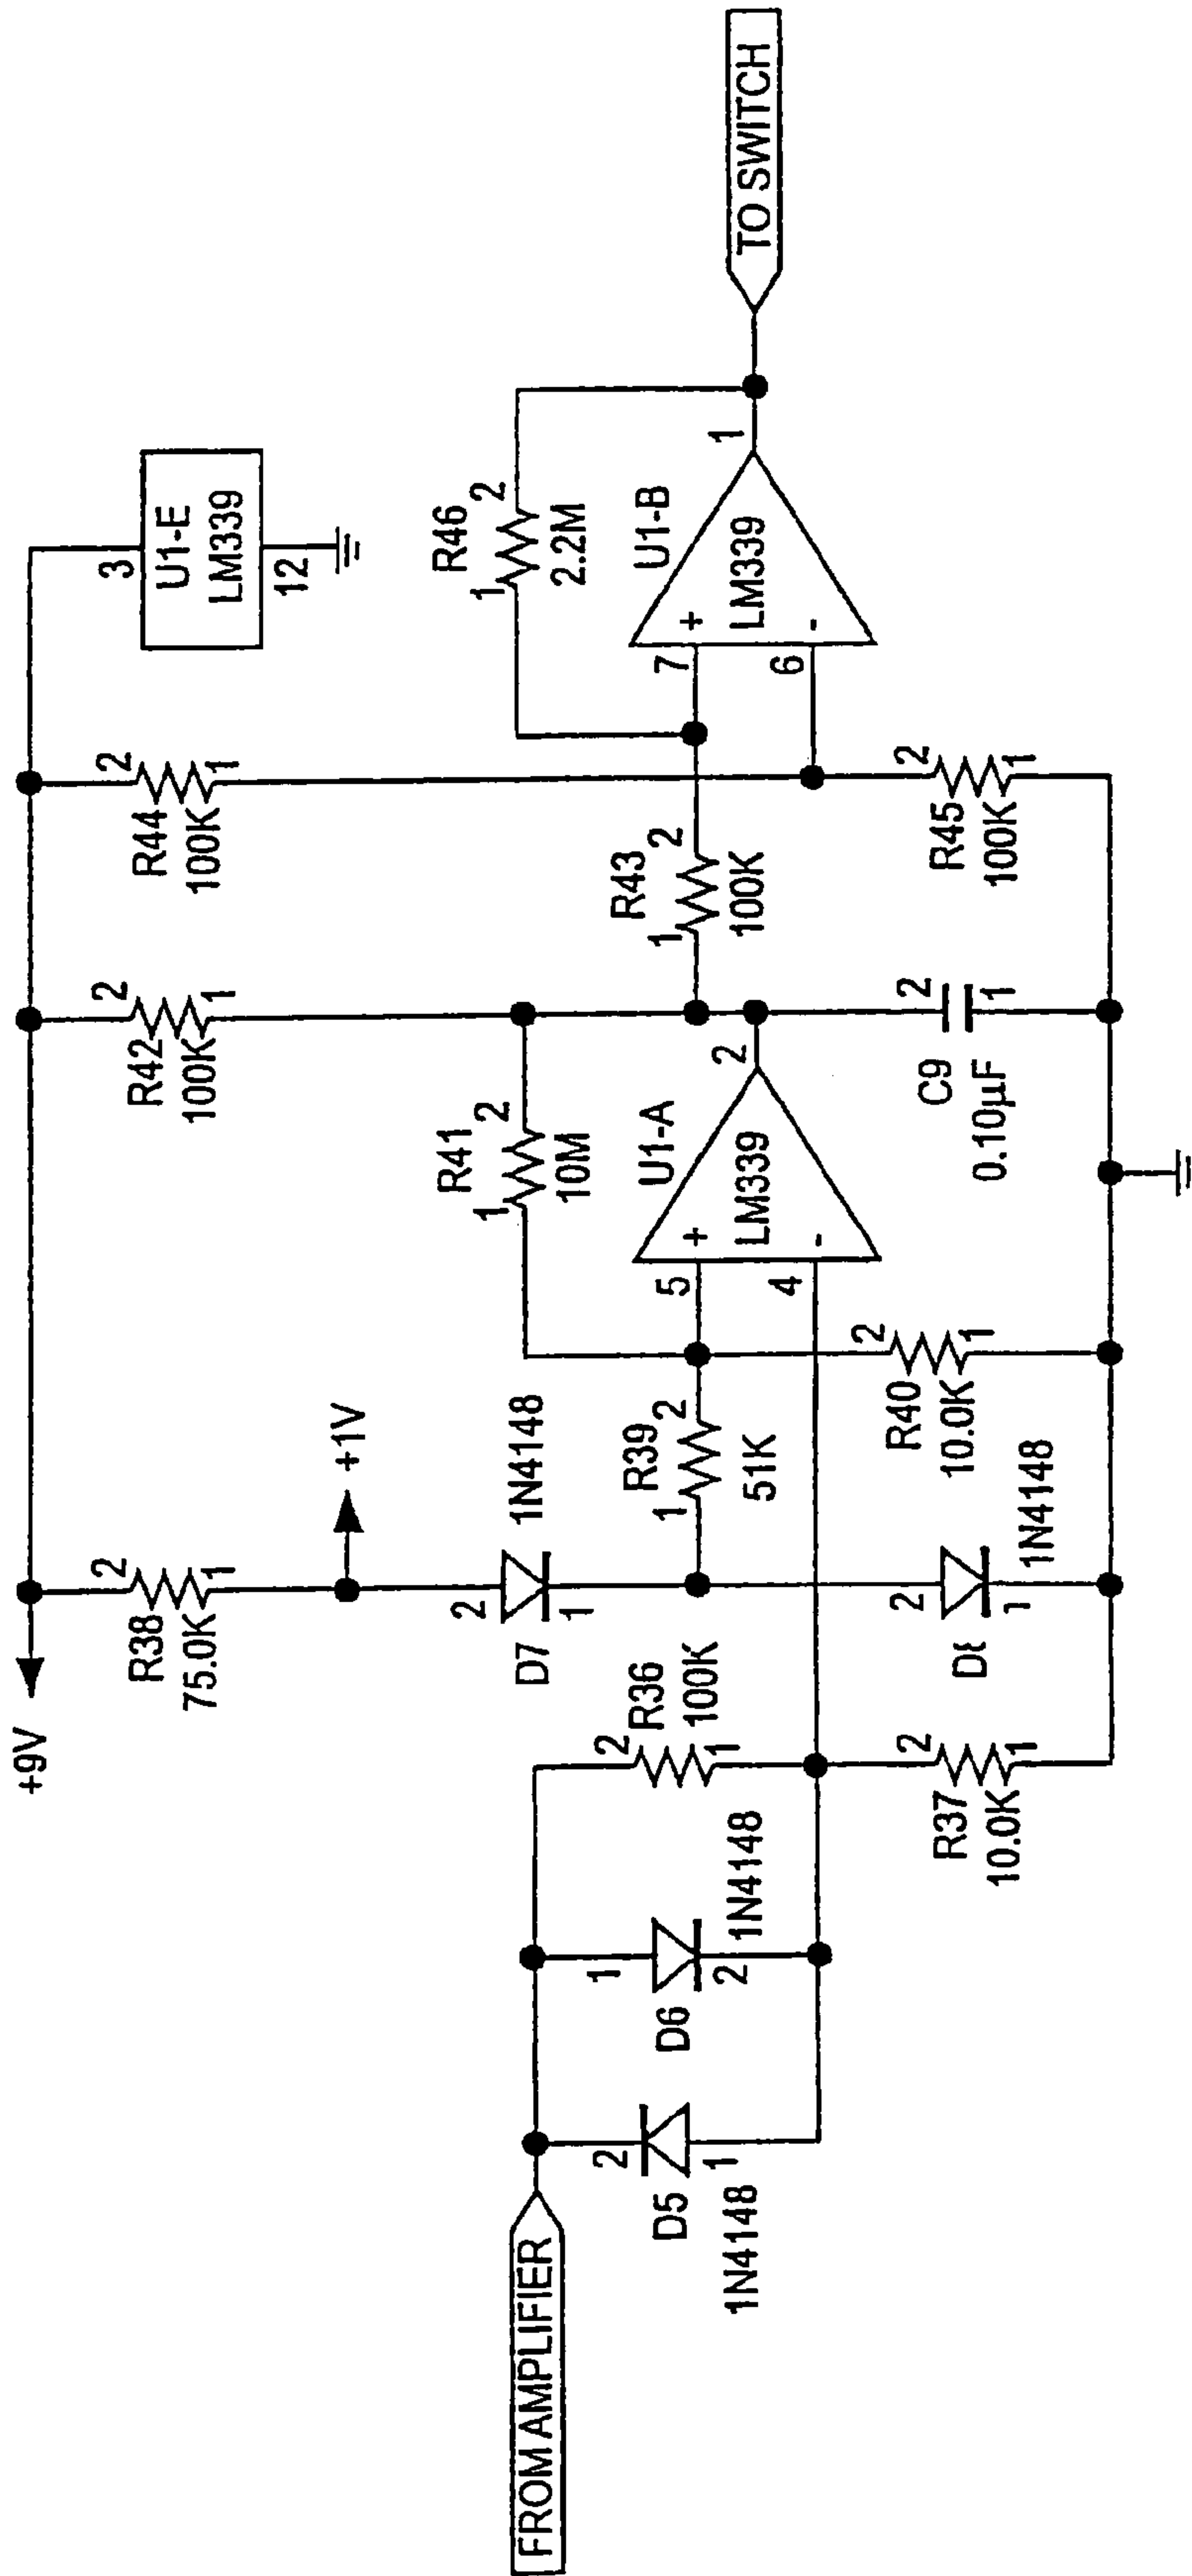 +9V
R38
75.0K
2
1
+1V
R42
100K
2
1
R44
100K
2
1
3
U1-E
LM339
12
FROM AMPLIFIER
D5
1N4148
2
1
D6
1N4148
1
2
R36
100K
2
1
R37
10.0K
2
1
D7
1N4148
2
1
1N4148
2
1
R39
51K
1
2
R40
10.0K
2
1
R41
10M
1
2
U1-A
LM339
5
4
+
-
2
C9
0.10μF
2
1
R43
100K
1
2
R45
100K
2
1
R46
2.2M
1
2
U1-B
LM339
7
6
+
-
1
TO SWITCH